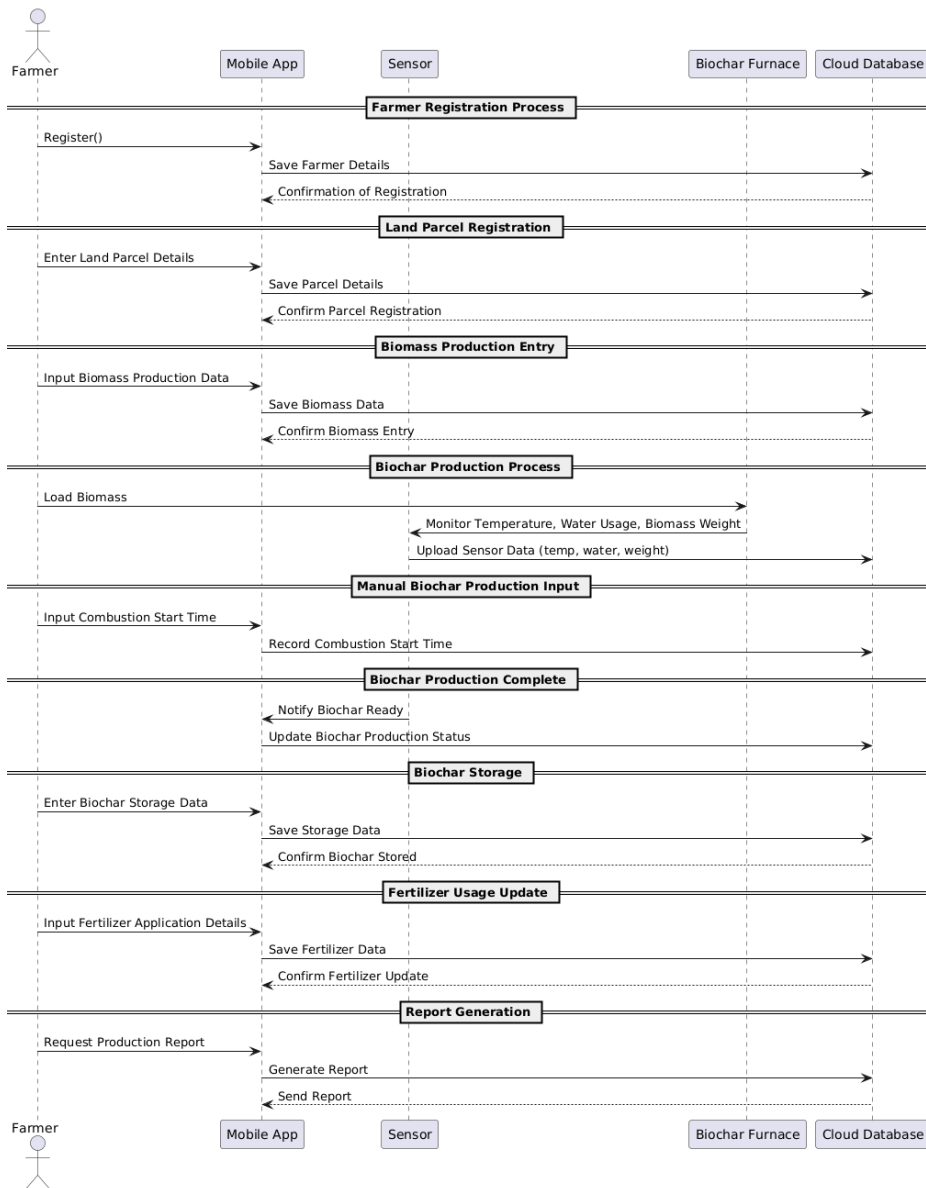 Farmer
Mobile App
Sensor
Biochar Furnace
Cloud Database
Farmer Registration Process
Register()
Save Farmer Details
Confirmation of Registration
Land Parcel Registration
Enter Land Parcel Details
Save Parcel Details
Confirm Parcel Registration
Biomass Production Entry
Input Biomass Production Data
Save Biomass Data
Confirm Biomass Entry
Biochar Production Process
Load Biomass
Monitor Temperature, Water Usage, Biomass Weight
Upload Sensor Data (temp, water, weight)
Manual Biochar Production Input
Input Combustion Start Time
Record Combustion Start Time
Biochar Production Complete
Notify Biochar Ready
Update Biochar Production Status
Biochar Storage
Enter Biochar Storage Data
Save Storage Data
Confirm Biochar Stored
Fertilizer Usage Update
Input Fertilizer Application Details
Save Fertilizer Data
Confirm Fertilizer Update
Report Generation
Request Production Report
Generate Report
Send Report
Farmer
Mobile App
Sensor
Biochar Furnace
Cloud Database